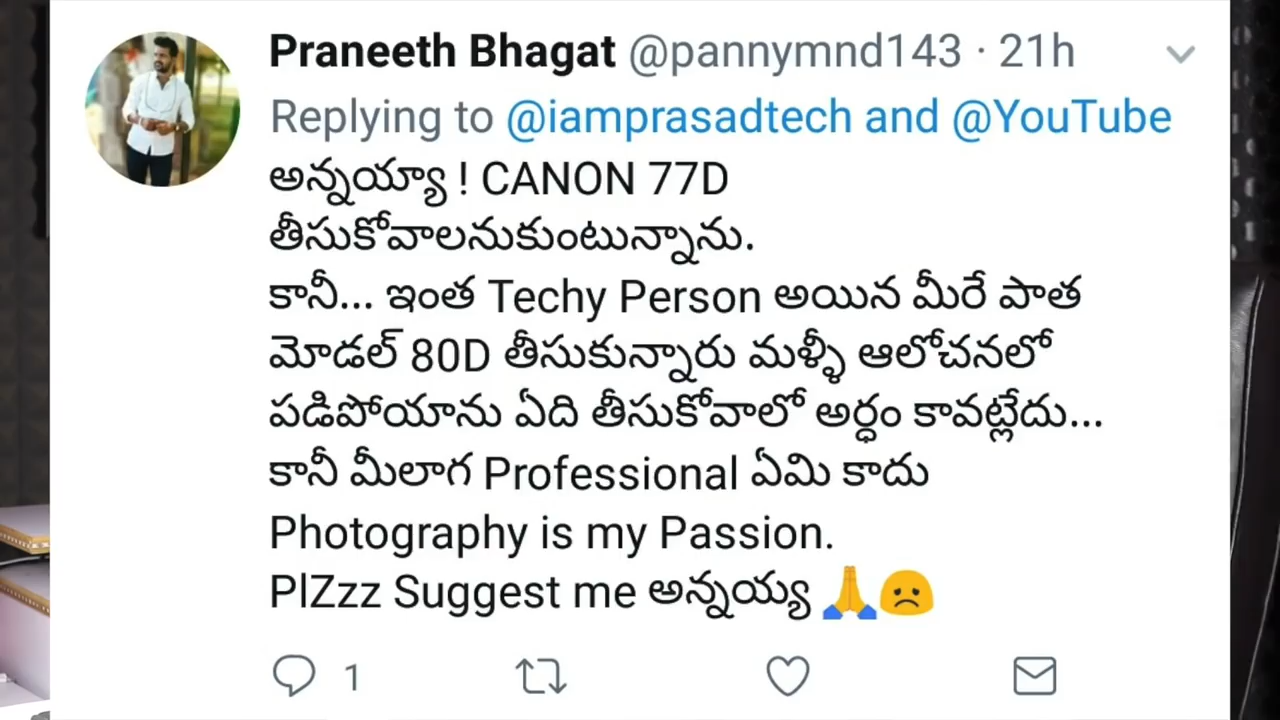 Praneeth Bhagat @pannymnd143 · 21h
Replying to @iamprasadtech and @YouTube
అన్నయ్యా ! CANON 77D
తీసుకోవాలనుకుంటున్నాను.
కానీ... ఇంత Techy Person అయిన మీరే పాత
మోడల్ 80D తీసుకున్నారు మళ్ళీ ఆలోచనలో
పడిపోయాను ఏది తీసుకోవాలో అర్ధం కావట్లేదు...
కానీ మీలాగ Professional ఏమి కాదు
Photography is my Passion.
PlZzz Suggest me అన్నయ్య 🙏☹️
1